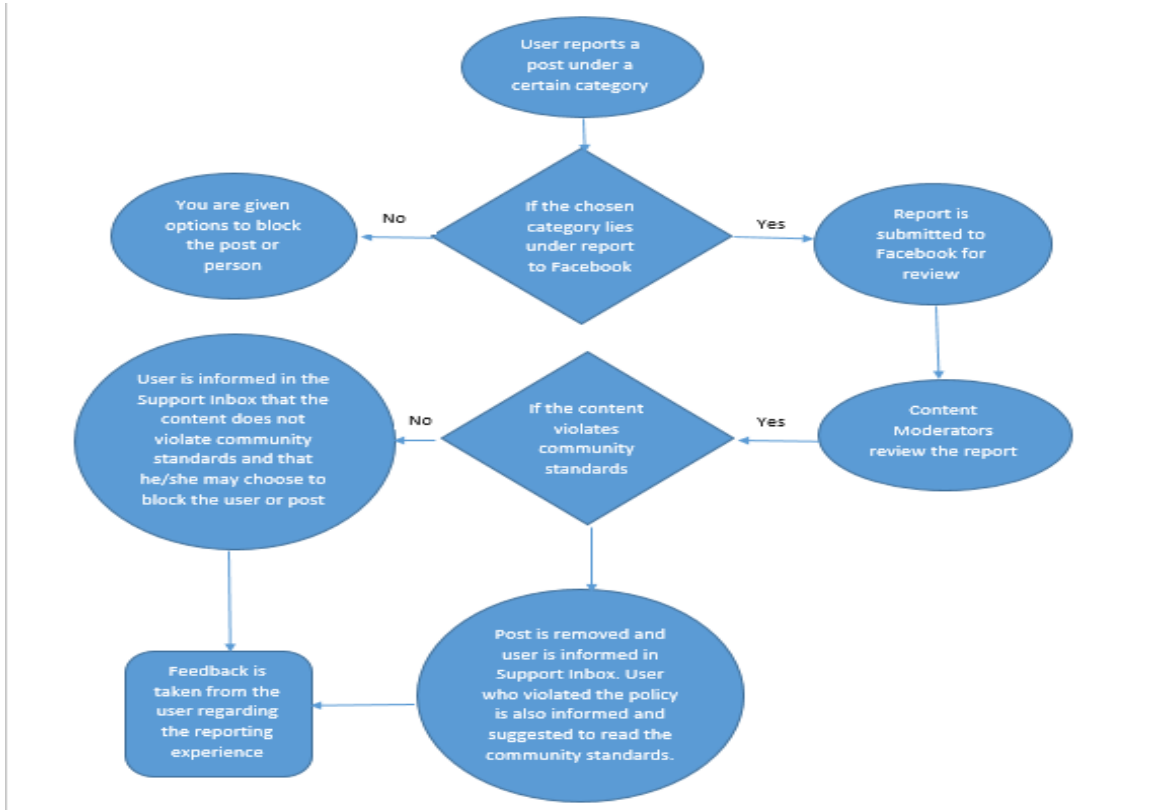 User reports a
post under a
certain category
If the chosen
category lies
under report
to Facebook
No
You are given
options to block
the post or
person
Yes
Report is
submitted to
Facebook for
review
Content
Moderators
review the report
Yes
If the content
violates
community
standards
No
User is informed in the
Support Inbox that the
content does not
violate community
standards and that
he/she may choose to
block the user or post
Post is removed and
user is informed in
Support Inbox. User
who violated the policy
is also informed and
suggested to read the
community standards.
Feedback is
taken from the
user regarding
the reporting
experience